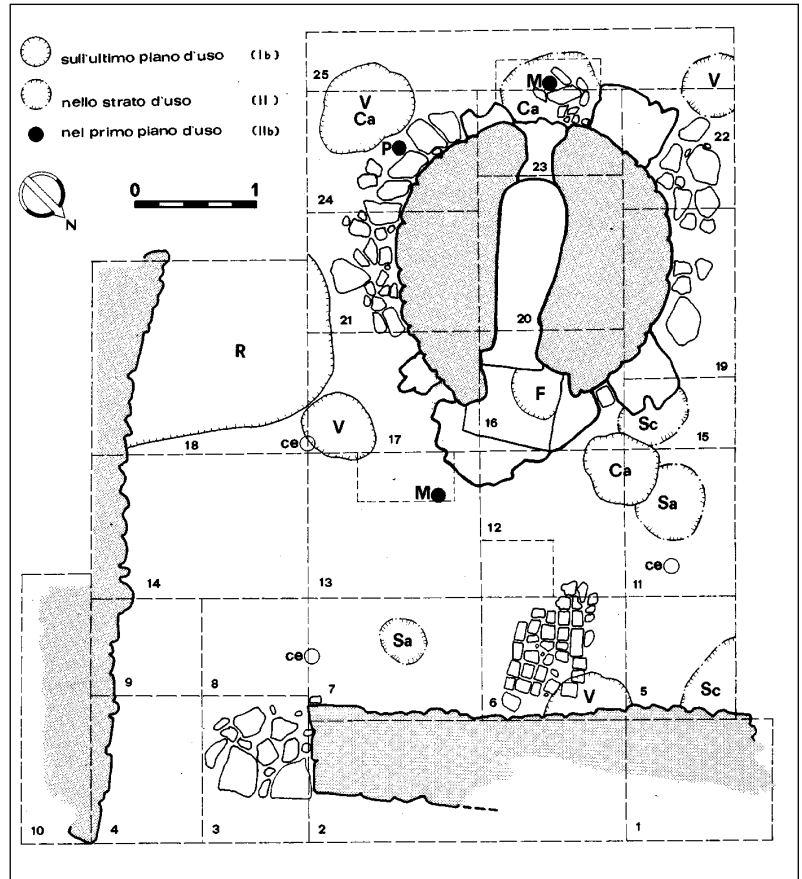 sull'ultimo piano d'uso (Ib)
nello strato d'uso (II)
nel primo piano d'uso (IIb)
0 1
N
25
V
Ca
M
Ca
V
22
P
23
24
21
20
R
F
19
16
Sc
15
18
ce
V
17
Ca
M
Sa
12
ce
11
14
13
ce
Sa
9
8
7
6
V
5
Sc
10
4
3
2
1